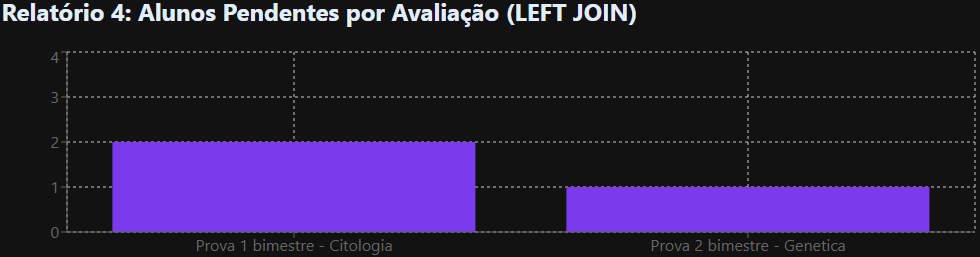 Relatório 4: Alunos Pendentes por Avaliação (LEFT JOIN)
4
3
2
1
0
Prova 1 bimestre - Citologia
Prova 2 bimestre - Genetica